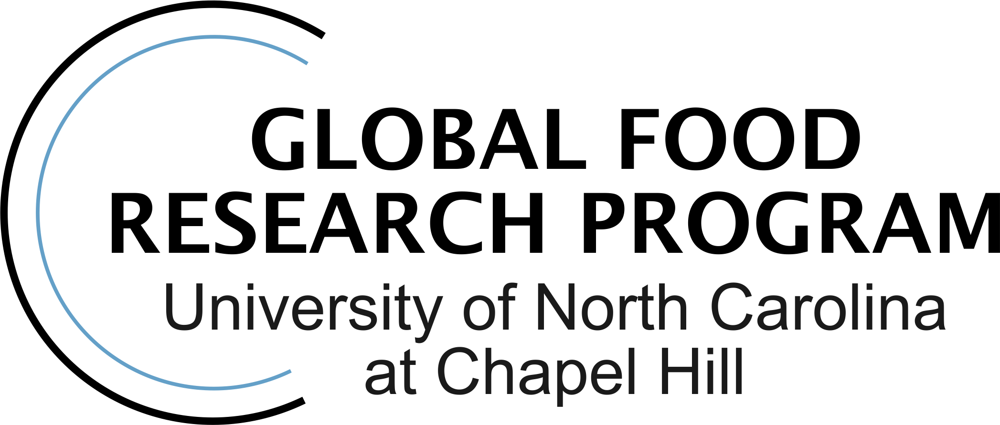 GLOBAL FOOD
RESEARCH PROGRAM
University of North Carolina
at Chapel Hill